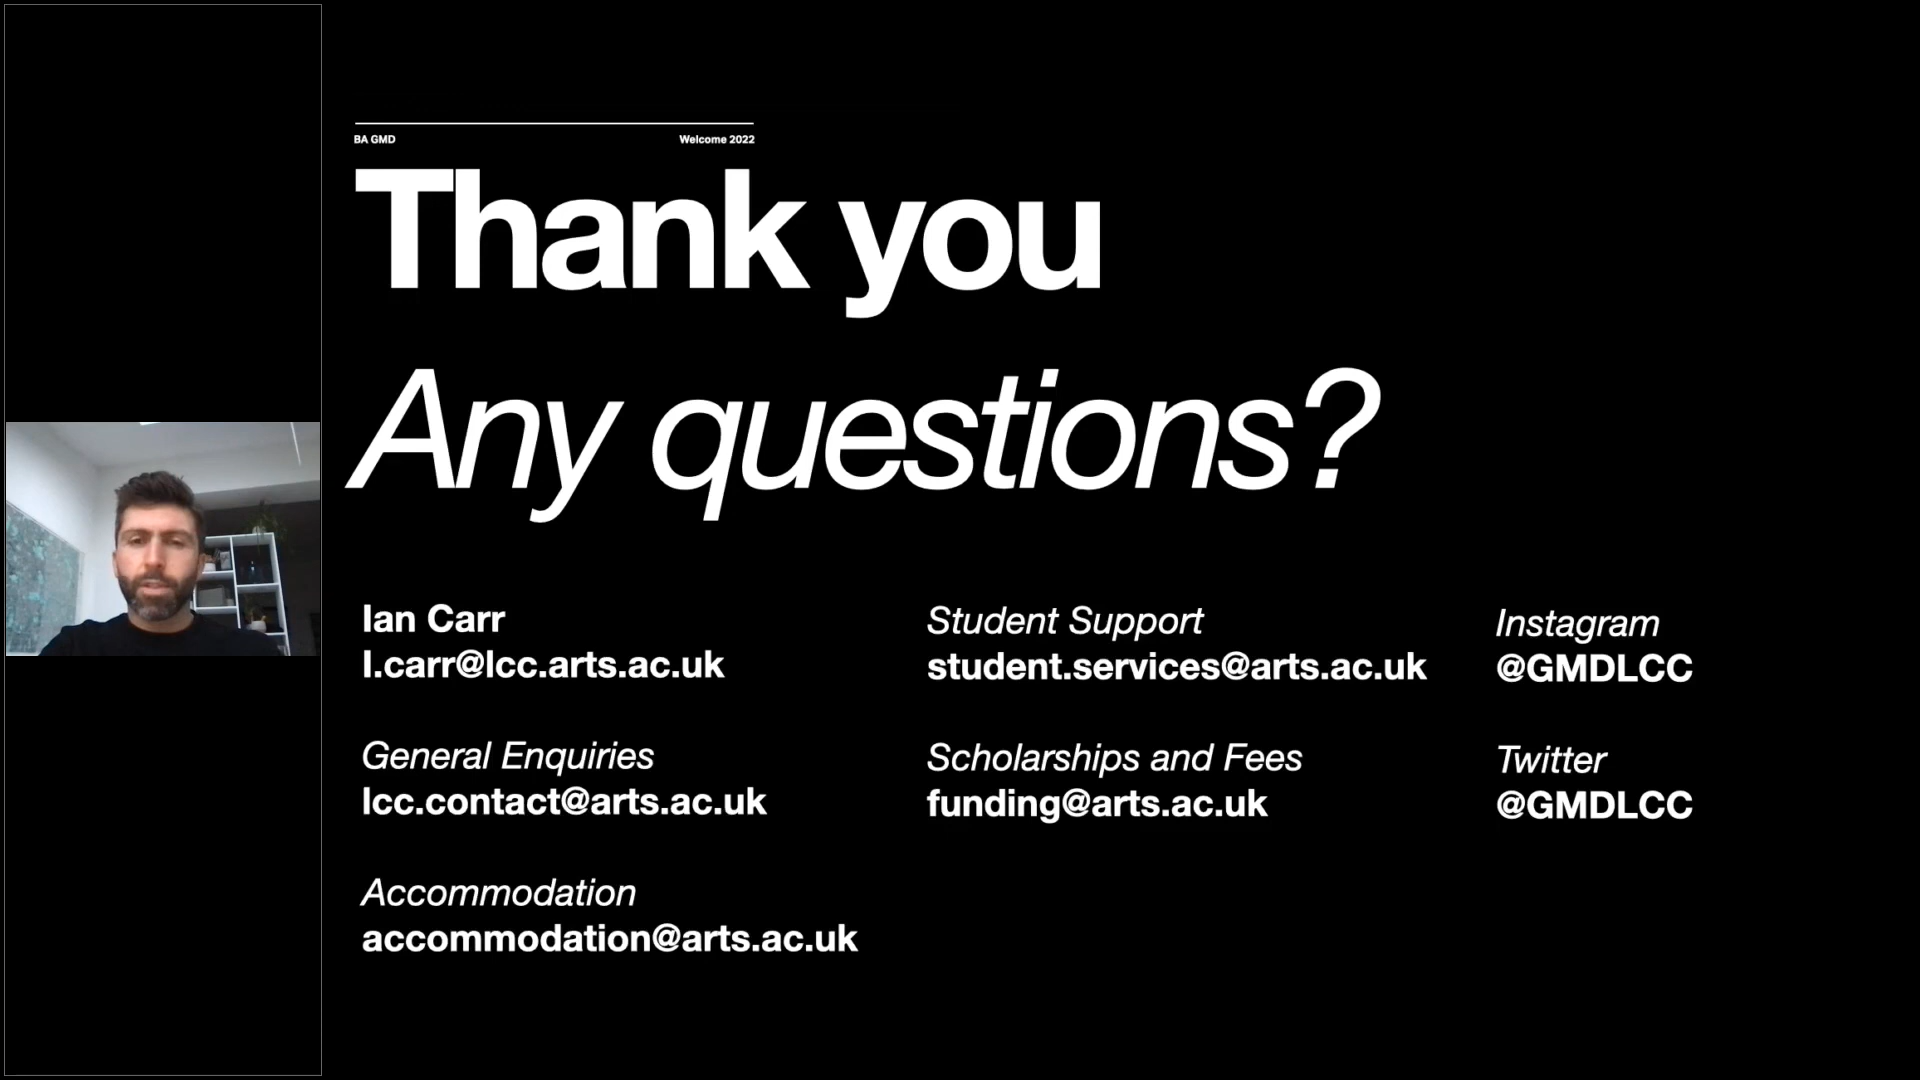 BA GMD
Welcome 2022
Thank you
Any questions?
Ian Carr
I.carr@lcc.arts.ac.uk
General Enquiries
lcc.contact@arts.ac.uk
Accommodation
accommodation@arts.ac.uk
Student Support
student.services@arts.ac.uk
Scholarships and Fees
funding@arts.ac.uk
Instagram
@GMDLCC
Twitter
@GMDLCC